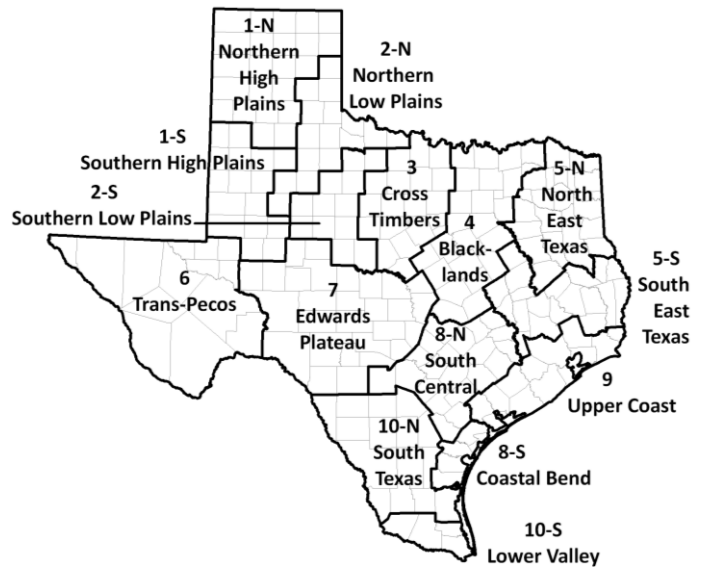 1-N
Northern
High
Plains
2-N
Northern
Low Plains
1-S
Southern High Plains
2-S
Southern Low Plains
3
Cross
Timbers
4
Black-
lands
5-N
North
East
Texas
5-S
South
East
Texas
6
Trans-Pecos
7
Edwards
Plateau
8-N
South
Central
9
Upper Coast
10-N
South
Texas
8-S
Coastal Bend
10-S
Lower Valley